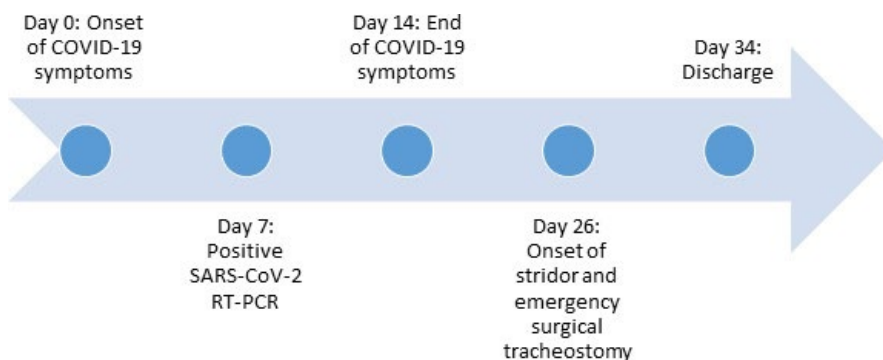 Day 0: Onset
of COVID-19
symptoms
Day 7:
Positive
SARS-CoV-2
RT-PCR
Day 14: End
of COVID-19
symptoms
Day 26:
Onset of
stridor and
emergency
surgical
tracheostomy
Day 34:
Discharge